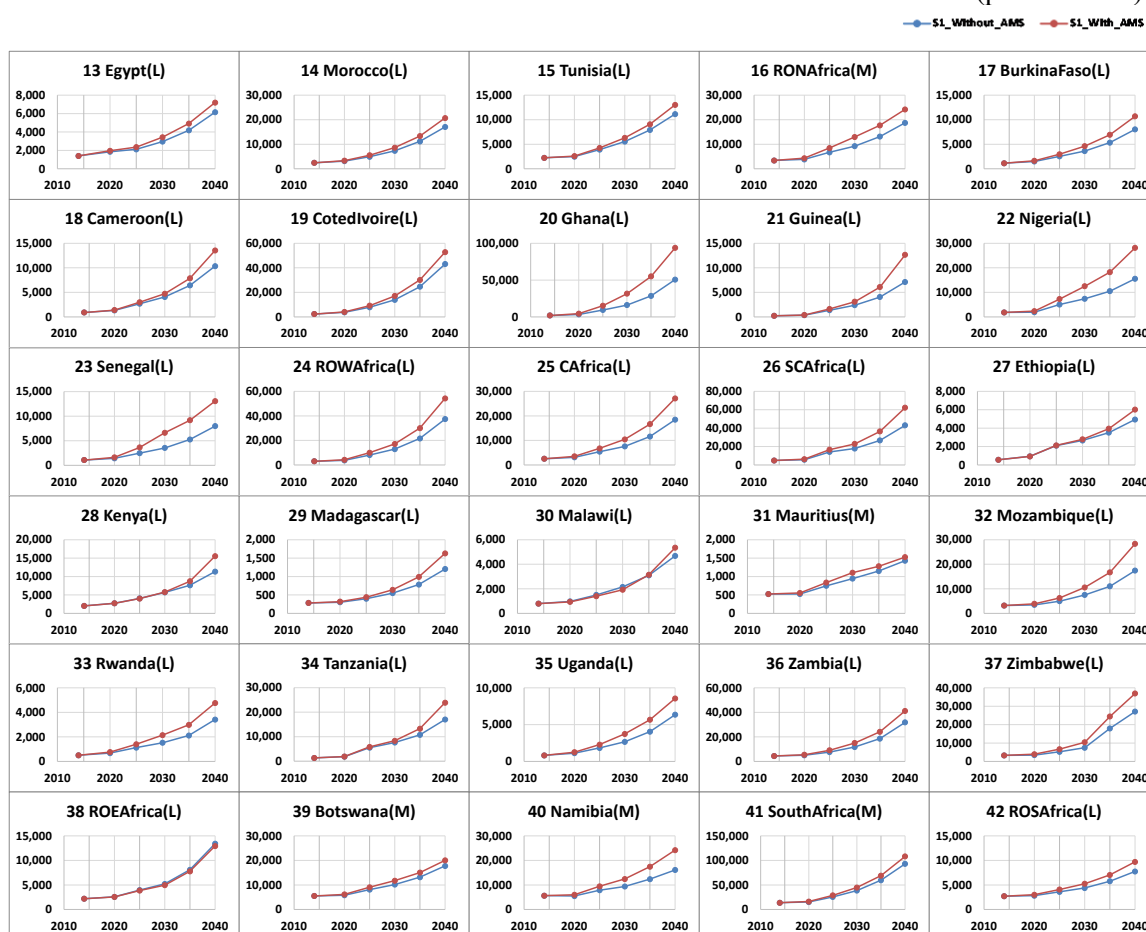 S1_Without_AMS S1_With_AMS
13 Egypt(L) 14 Morocco(L) 15 Tunisia(L) 16 RONAfrica(M) 17 BurkinaFaso(L)
8,000 30,000 15,000 30,000 15,000
6,000 20,000 10,000 20,000 10,000
4,000
2,000 10,000 5,000 10,000 5,000
0 0 0 0 0
2010 2020 2030 2040 2010 2020 2030 2040 2010 2020 2030 2040 2010 2020 2030 2040 2010 2020 2030 2040
18 Cameroon(L) 19 CotedIvoire(L) 20 Ghana(L) 21 Guinea(L) 22 Nigeria(L)
15,000 60,000 100,000 15,000 30,000
10,000 40,000 50,000 10,000 20,000
5,000 20,000 5,000 10,000
0 0 0 0 0
2010 2020 2030 2040 2010 2020 2030 2040 2010 2020 2030 2040 2010 2020 2030 2040 2010 2020 2030 2040
23 Senegal(L) 24 ROWAfrica(L) 25 CAfrica(L) 26 SCAfrica(L) 27 Ethiopia(L)
15,000 60,000 30,000 80,000 8,000
10,000 40,000 20,000 60,000 6,000
40,000 4,000
5,000 20,000 10,000 20,000 2,000
0 0 0 0 0
2010 2020 2030 2040 2010 2020 2030 2040 2010 2020 2030 2040 2010 2020 2030 2040 2010 2020 2030 2040
28 Kenya(L) 29 Madagascar(L) 30 Malawi(L) 31 Mauritius(M) 32 Mozambique(L)
20,000 2,000 6,000 2,000 30,000
15,000 1,500 4,000 1,500 20,000
10,000 1,000 1,000
5,000 500 2,000 500 10,000
0 0 0 0 0
2010 2020 2030 2040 2010 2020 2030 2040 2010 2020 2030 2040 2010 2020 2030 2040 2010 2020 2030 2040
33 Rwanda(L) 34 Tanzania(L) 35 Uganda(L) 36 Zambia(L) 37 Zimbabwe(L)
6,000 30,000 10,000 60,000 40,000
4,000 20,000 5,000 40,000 30,000
20,000
2,000 10,000 20,000 10,000
0 0 0 0 0
2010 2020 2030 2040 2010 2020 2030 2040 2010 2020 2030 2040 2010 2020 2030 2040 2010 2020 2030 2040
38 ROEAfrica(L) 39 Botswana(M) 40 Namibia(M) 41 SouthAfrica(M) 42 ROSAfrica(L)
15,000 30,000 30,000 150,000 15,000
10,000 20,000 20,000 100,000 10,000
5,000 10,000 10,000 50,000 5,000
0 0 0 0 0
2010 2020 2030 2040 2010 2020 2030 2040 2010 2020 2030 2040 2010 2020 2030 2040 2010 2020 2030 2040